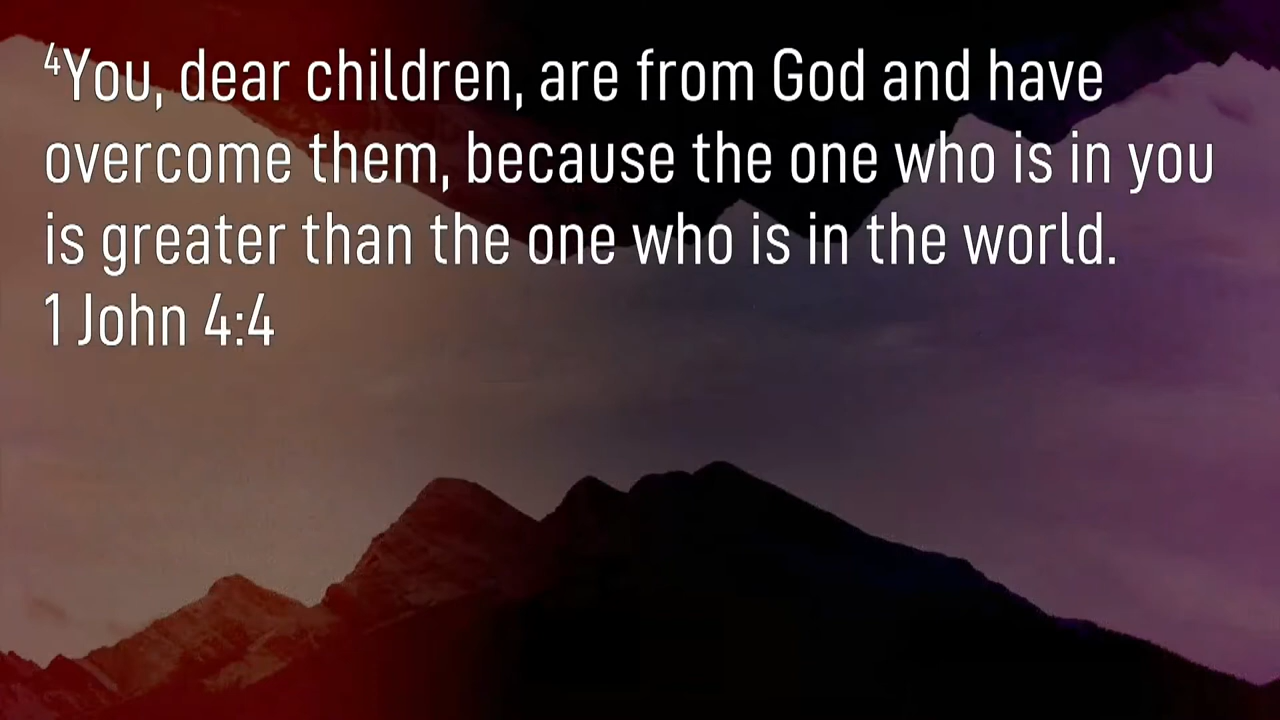 ⁴You, dear children, are from God and have
overcome them, because the one who is in you
is greater than the one who is in the world.
1 John 4:4